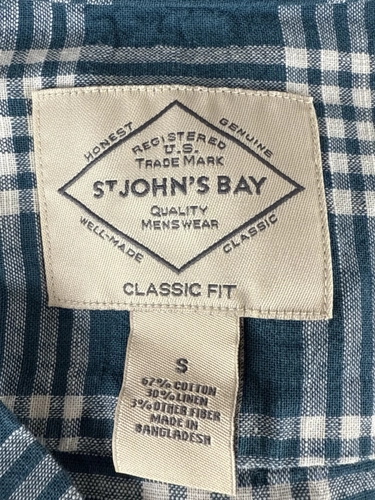 HONEST
GENUINE
REGISTERED
U.S.
TRADE MARK
ST JOHN'S BAY
QUALITY
MENSWEAR
WELL-MADE
CLASSIC
CLASSIC FIT
S
67% COTTON
30% LINEN
3% OTHER FIBER
MADE IN
BANGLADESH